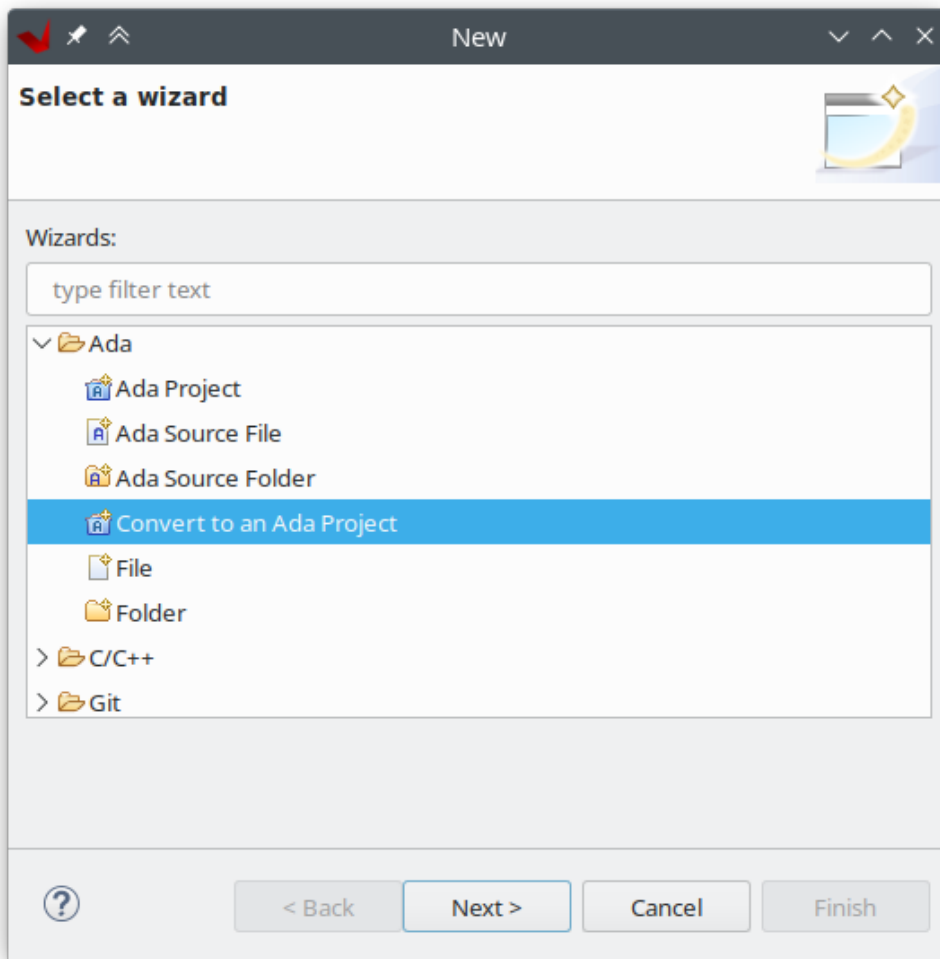 New
Select a wizard
Wizards:
type filter text
Ada
Ada Project
Ada Source File
Ada Source Folder
Convert to an Ada Project
File
Folder
C/C++
Git
? < Back Next > Cancel Finish